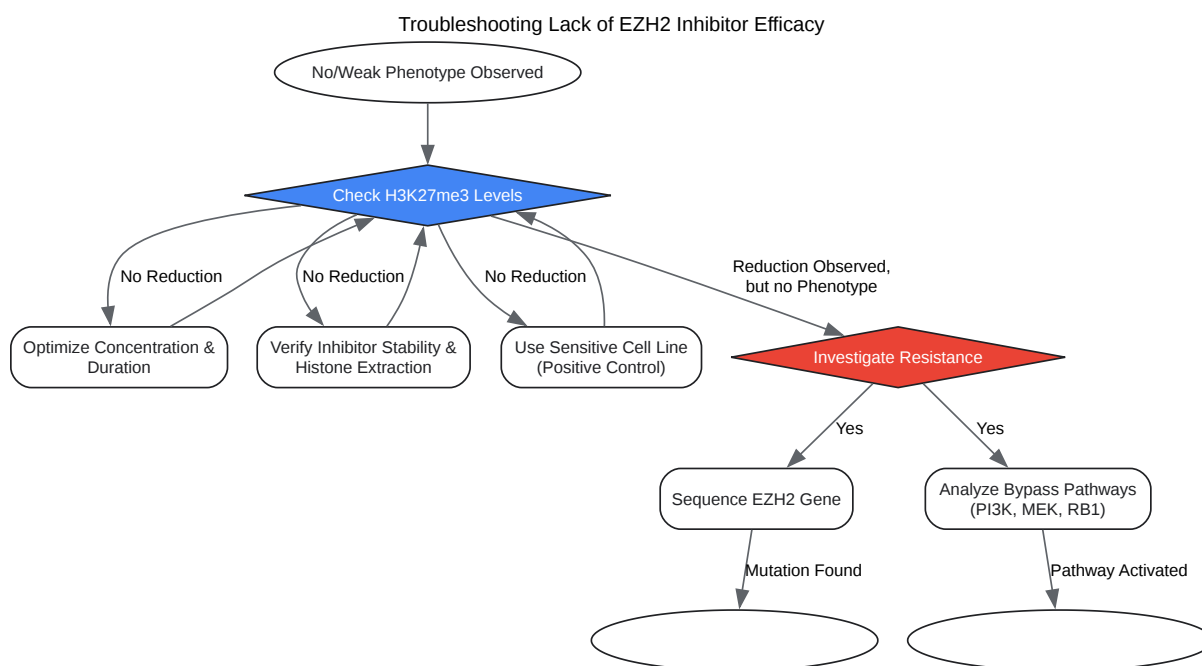 Troubleshooting Lack of EZH2 Inhibitor Efficacy
No/Weak Phenotype Observed
Check H3K27me3 Levels
No Reduction
No Reduction
No Reduction
Reduction Observed,
but no Phenotype
Optimize Concentration &
Duration
Verify Inhibitor Stability &
Histone Extraction
Use Sensitive Cell Line
(Positive Control)
Investigate Resistance
Yes
Yes
Sequence EZH2 Gene
Analyze Bypass Pathways
(PI3K, MEK, RB1)
Mutation Found
Pathway Activated